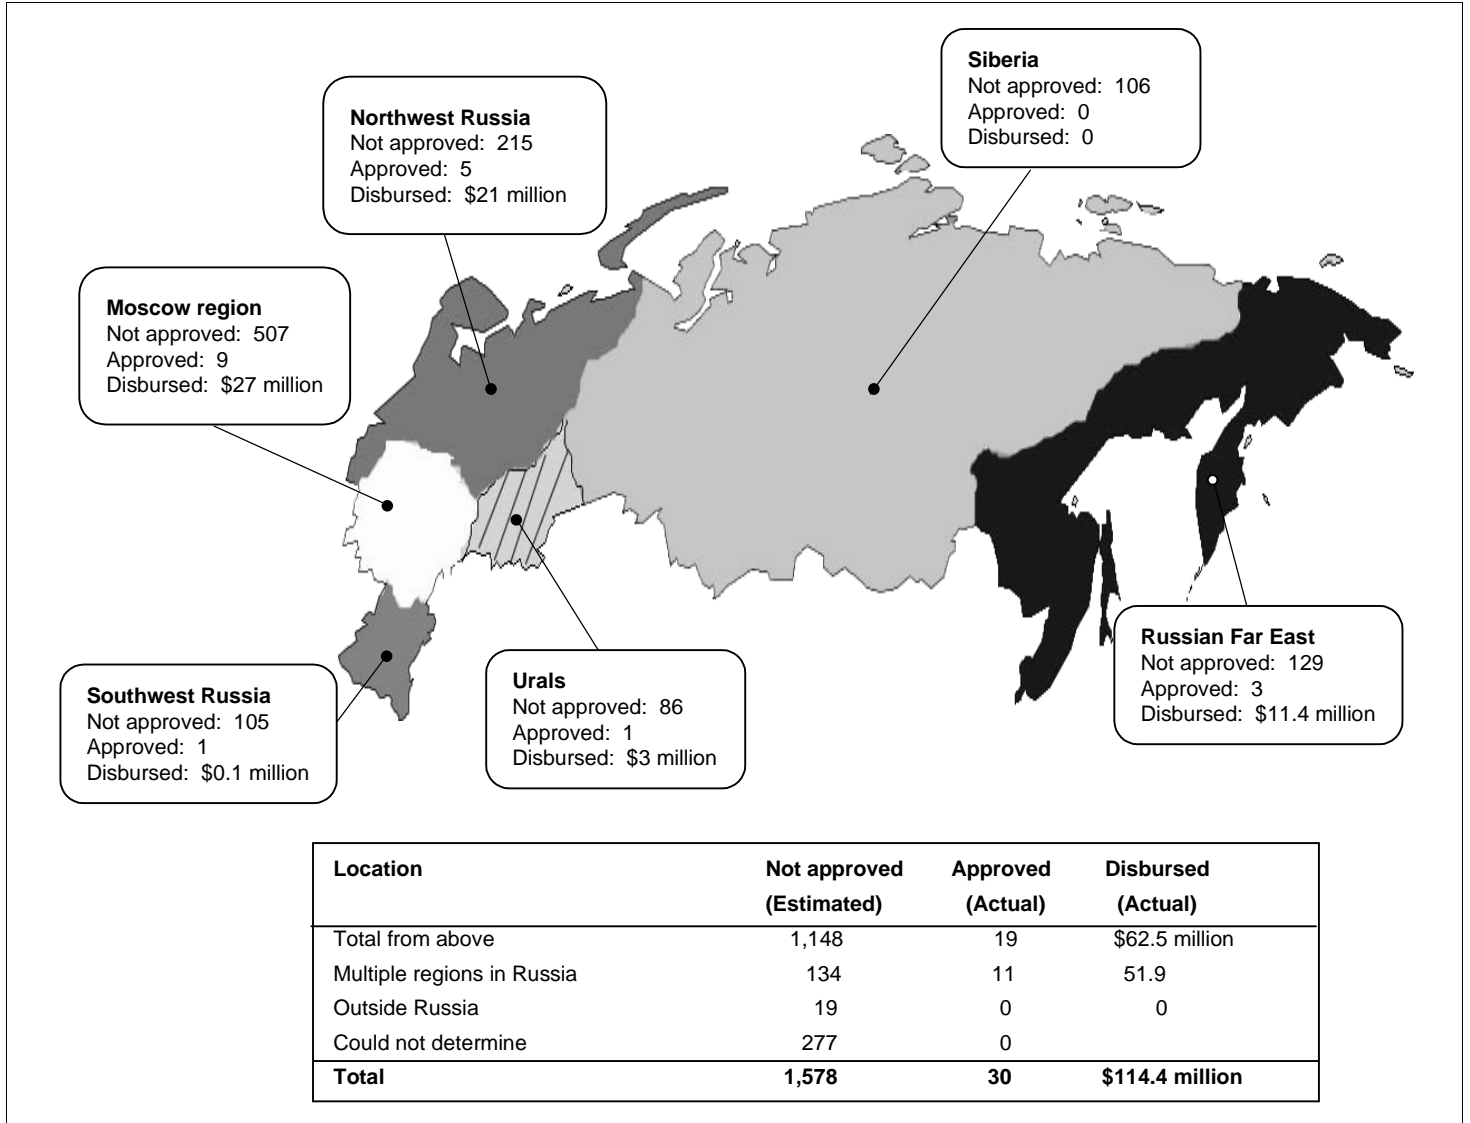 Siberia
Not approved: 106
Approved: 0
Disbursed: 0
Northwest Russia
Not approved: 215
Approved: 5
Disbursed: $21 million
Moscow region
Not approved: 507
Approved: 9
Disbursed: $27 million
Southwest Russia
Not approved: 105
Approved: 1
Disbursed: $0.1 million
Urals
Not approved: 86
Approved: 1
Disbursed: $3 million
Russian Far East
Not approved: 129
Approved: 3
Disbursed: $11.4 million
Location Not approved Approved Disbursed
(Estimated) (Actual) (Actual)
Total from above 1,148 19 $62.5 million
Multiple regions in Russia 134 11 51.9
Outside Russia 19 0 0
Could not determine 277 0
Total 1,578 30 $114.4 million